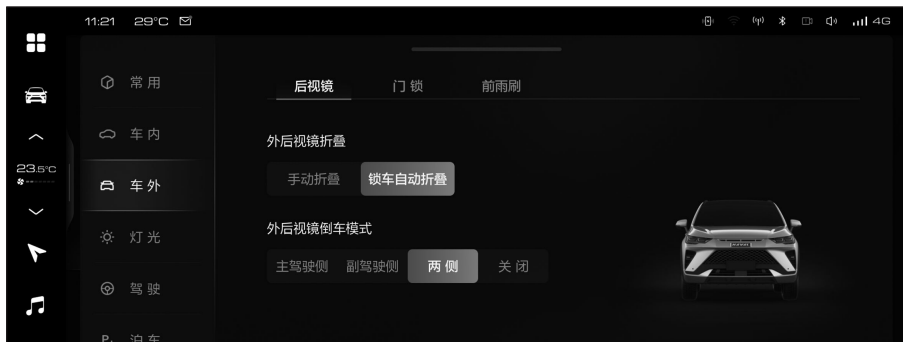 11:21 29°C 4G
常用
后视镜 门锁 前雨刷
车内
外后视镜折叠
23.5°C
车外
手动折叠 锁车自动折叠
外后视镜倒车模式
灯光
主驾驶侧 副驾驶侧 两侧 关闭
驾驶
P 泊车